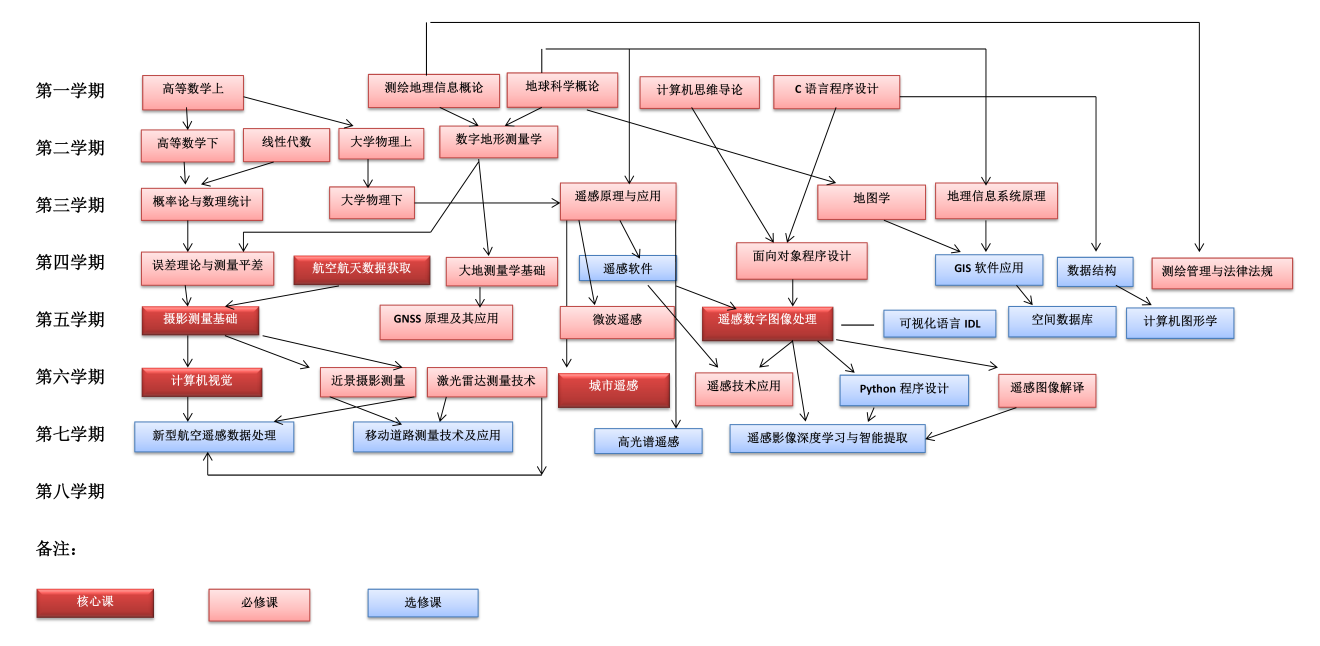 第一学期
高等数学上
测绘地理信息概论
地球科学概论
计算机思维导论
C 语言程序设计
第二学期
高等数学下
线性代数
大学物理上
数字地形测量学
第三学期
概率论与数理统计
大学物理下
遥感原理与应用
地图学
地理信息系统原理
第四学期
误差理论与测量平差
航空航天数据获取
大地测量学基础
遥感软件
面向对象程序设计
GIS 软件应用
数据结构
测绘管理与法律法规
第五学期
摄影测量基础
GNSS 原理及其应用
微波遥感
遥感数字图像处理
可视化语言 IDL
空间数据库
计算机图形学
第六学期
计算机视觉
近景摄影测量
激光雷达测量技术
城市遥感
遥感技术应用
Python 程序设计
遥感图像解译
第七学期
新型航空遥感数据处理
移动道路测量技术及应用
高光谱遥感
遥感影像深度学习与智能提取
第八学期
备注：
核心课
必修课
选修课